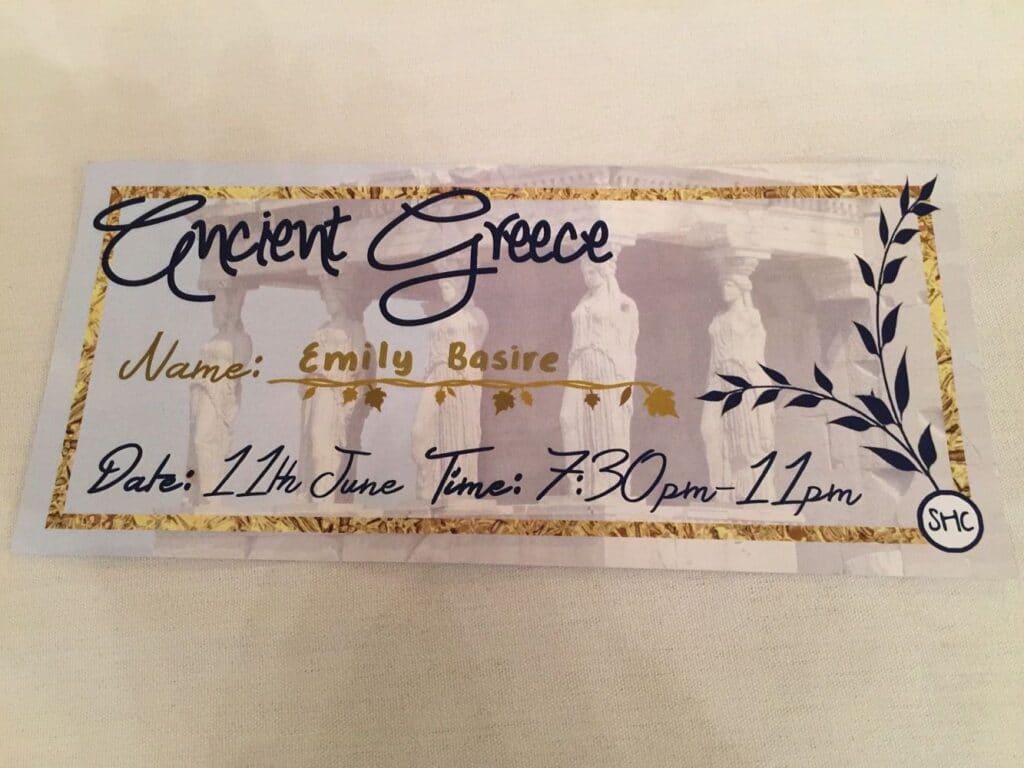 Ancient Greece
Name: Emily Basire
Date: 11th June Time: 7:30pm-11pm
SHC